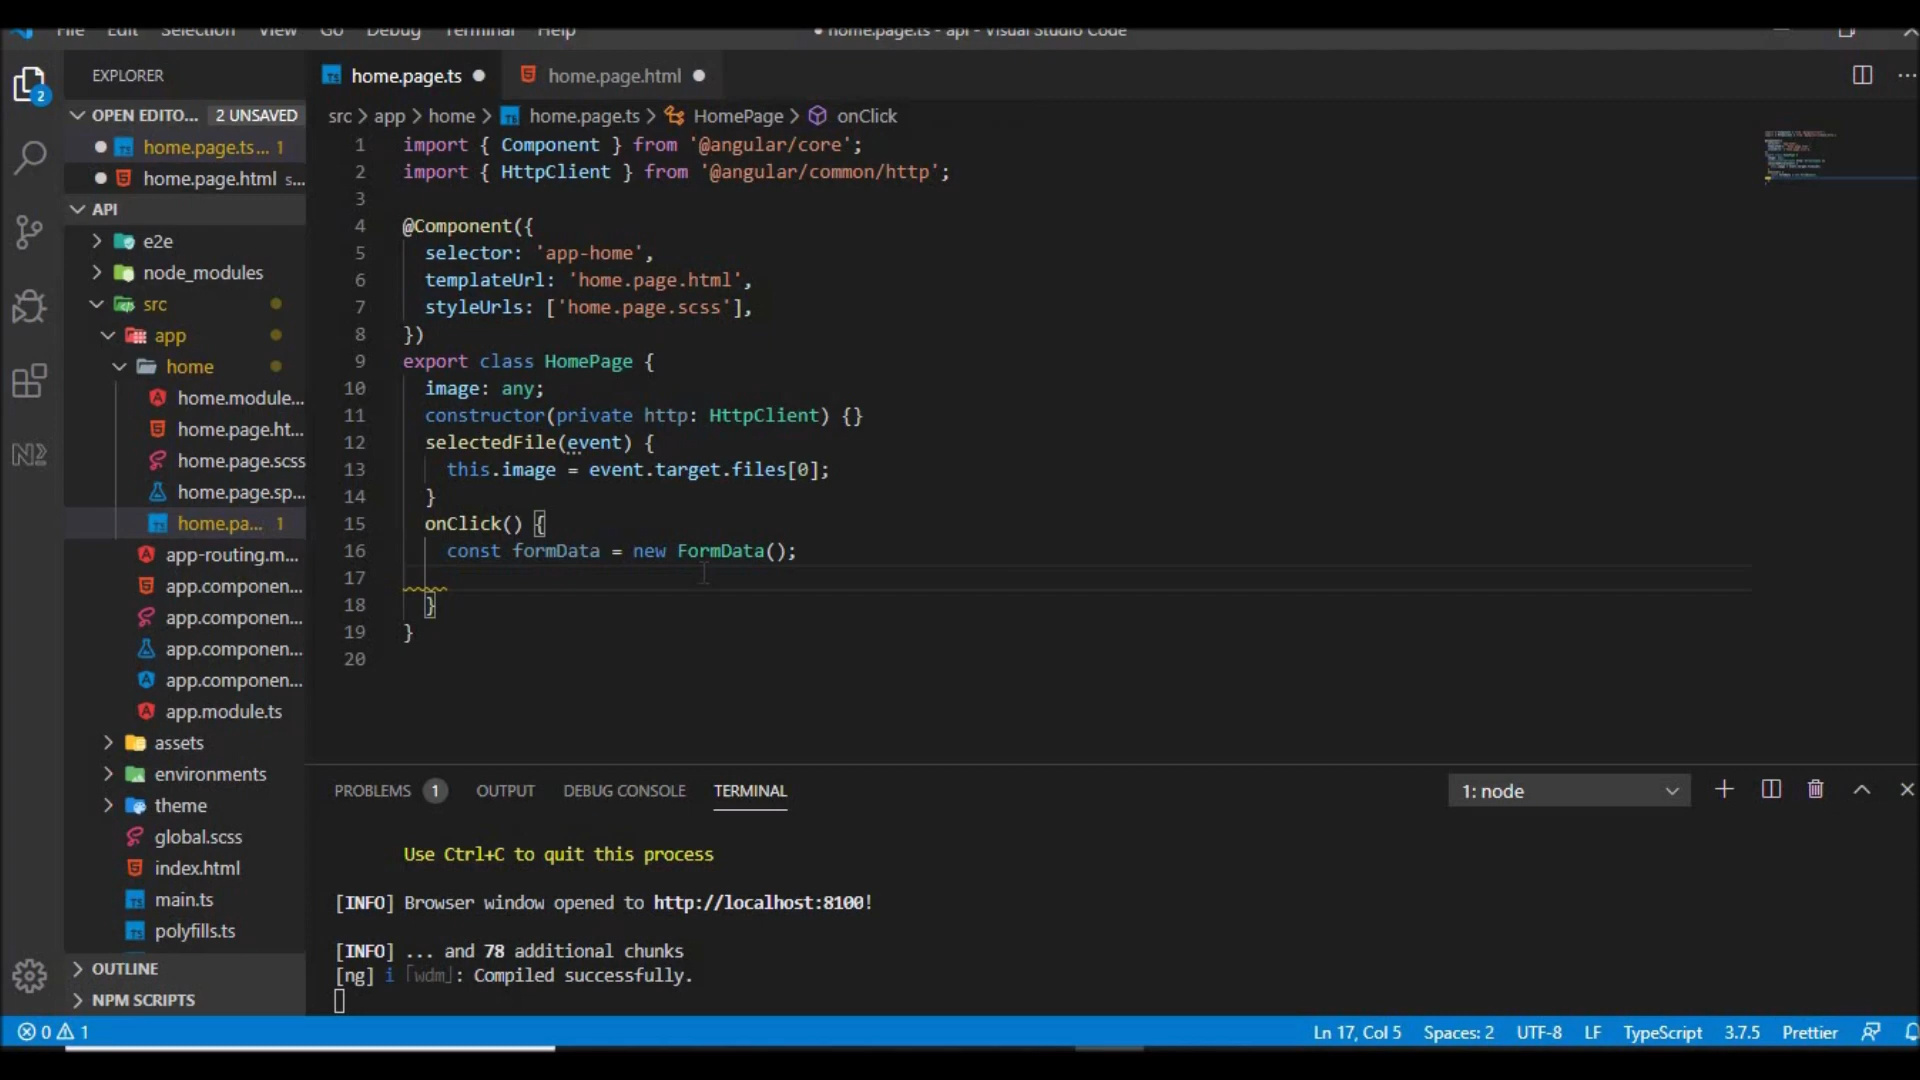 File Edit Selection View Go Debug Terminal Help
● home.page.ts - api - Visual Studio Code
EXPLORER
2
OPEN EDITO... 2 UNSAVED
home.page.ts... 1
home.page.html s...
API
e2e
node_modules
src
app
home
home.module...
home.page.ht...
home.page.scss
home.page.sp...
home.pa... 1
app-routing.m...
app.componen...
app.componen...
app.componen...
app.componen...
app.module.ts
assets
environments
theme
global.scss
index.html
main.ts
polyfills.ts
OUTLINE
NPM SCRIPTS
home.page.ts ● home.page.html ●
src > app > home > home.page.ts > HomePage > onClick
1 import { Component } from '@angular/core';
2 import { HttpClient } from '@angular/common/http';
3
4 @Component({
5 selector: 'app-home',
6 templateUrl: 'home.page.html',
7 styleUrls: ['home.page.scss'],
8 })
9 export class HomePage {
10 image: any;
11 constructor(private http: HttpClient) {}
12 selectedFile(event) {
13 this.image = event.target.files[0];
14 }
15 onClick() {
16 const formData = new FormData();
17
18 }
19 }
20
PROBLEMS 1 OUTPUT DEBUG CONSOLE TERMINAL 1: node
Use Ctrl+C to quit this process
[INFO] Browser window opened to http://localhost:8100!
[INFO] ... and 78 additional chunks
[ng] i ｢wdm｣: Compiled successfully.
0 1 Ln 17, Col 5 Spaces: 2 UTF-8 LF TypeScript 3.7.5 Prettier